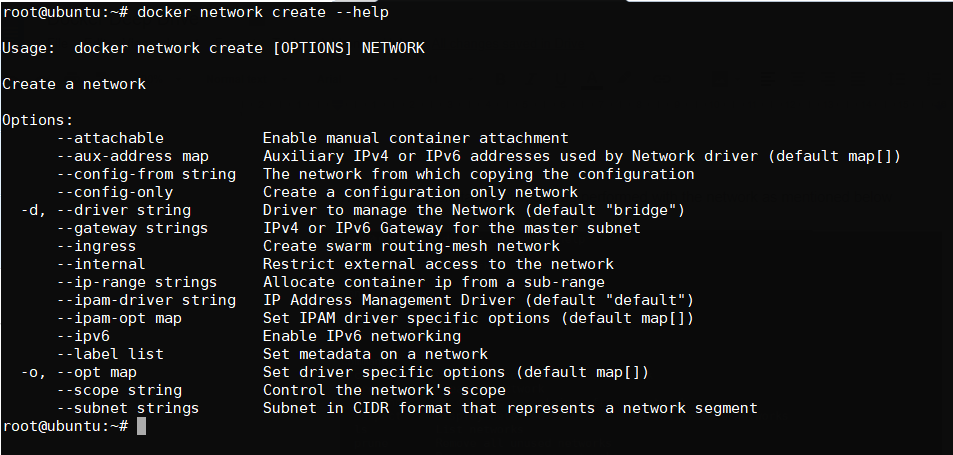 root@ubuntu:~# docker network create --help

Usage:  docker network create [OPTIONS] NETWORK

Create a network

Options:
      --attachable           Enable manual container attachment
      --aux-address map      Auxiliary IPv4 or IPv6 addresses used by Network driver (default map[])
      --config-from string   The network from which copying the configuration
      --config-only          Create a configuration only network
  -d, --driver string        Driver to manage the Network (default "bridge")
      --gateway strings      IPv4 or IPv6 Gateway for the master subnet
      --ingress              Create swarm routing-mesh network
      --internal             Restrict external access to the network
      --ip-range strings     Allocate container ip from a sub-range
      --ipam-driver string   IP Address Management Driver (default "default")
      --ipam-opt map         Set IPAM driver specific options (default map[])
      --ipv6                 Enable IPv6 networking
      --label list           Set metadata on a network
  -o, --opt map              Set driver specific options (default map[])
      --scope string         Control the network's scope
      --subnet strings       Subnet in CIDR format that represents a network segment
root@ubuntu:~#